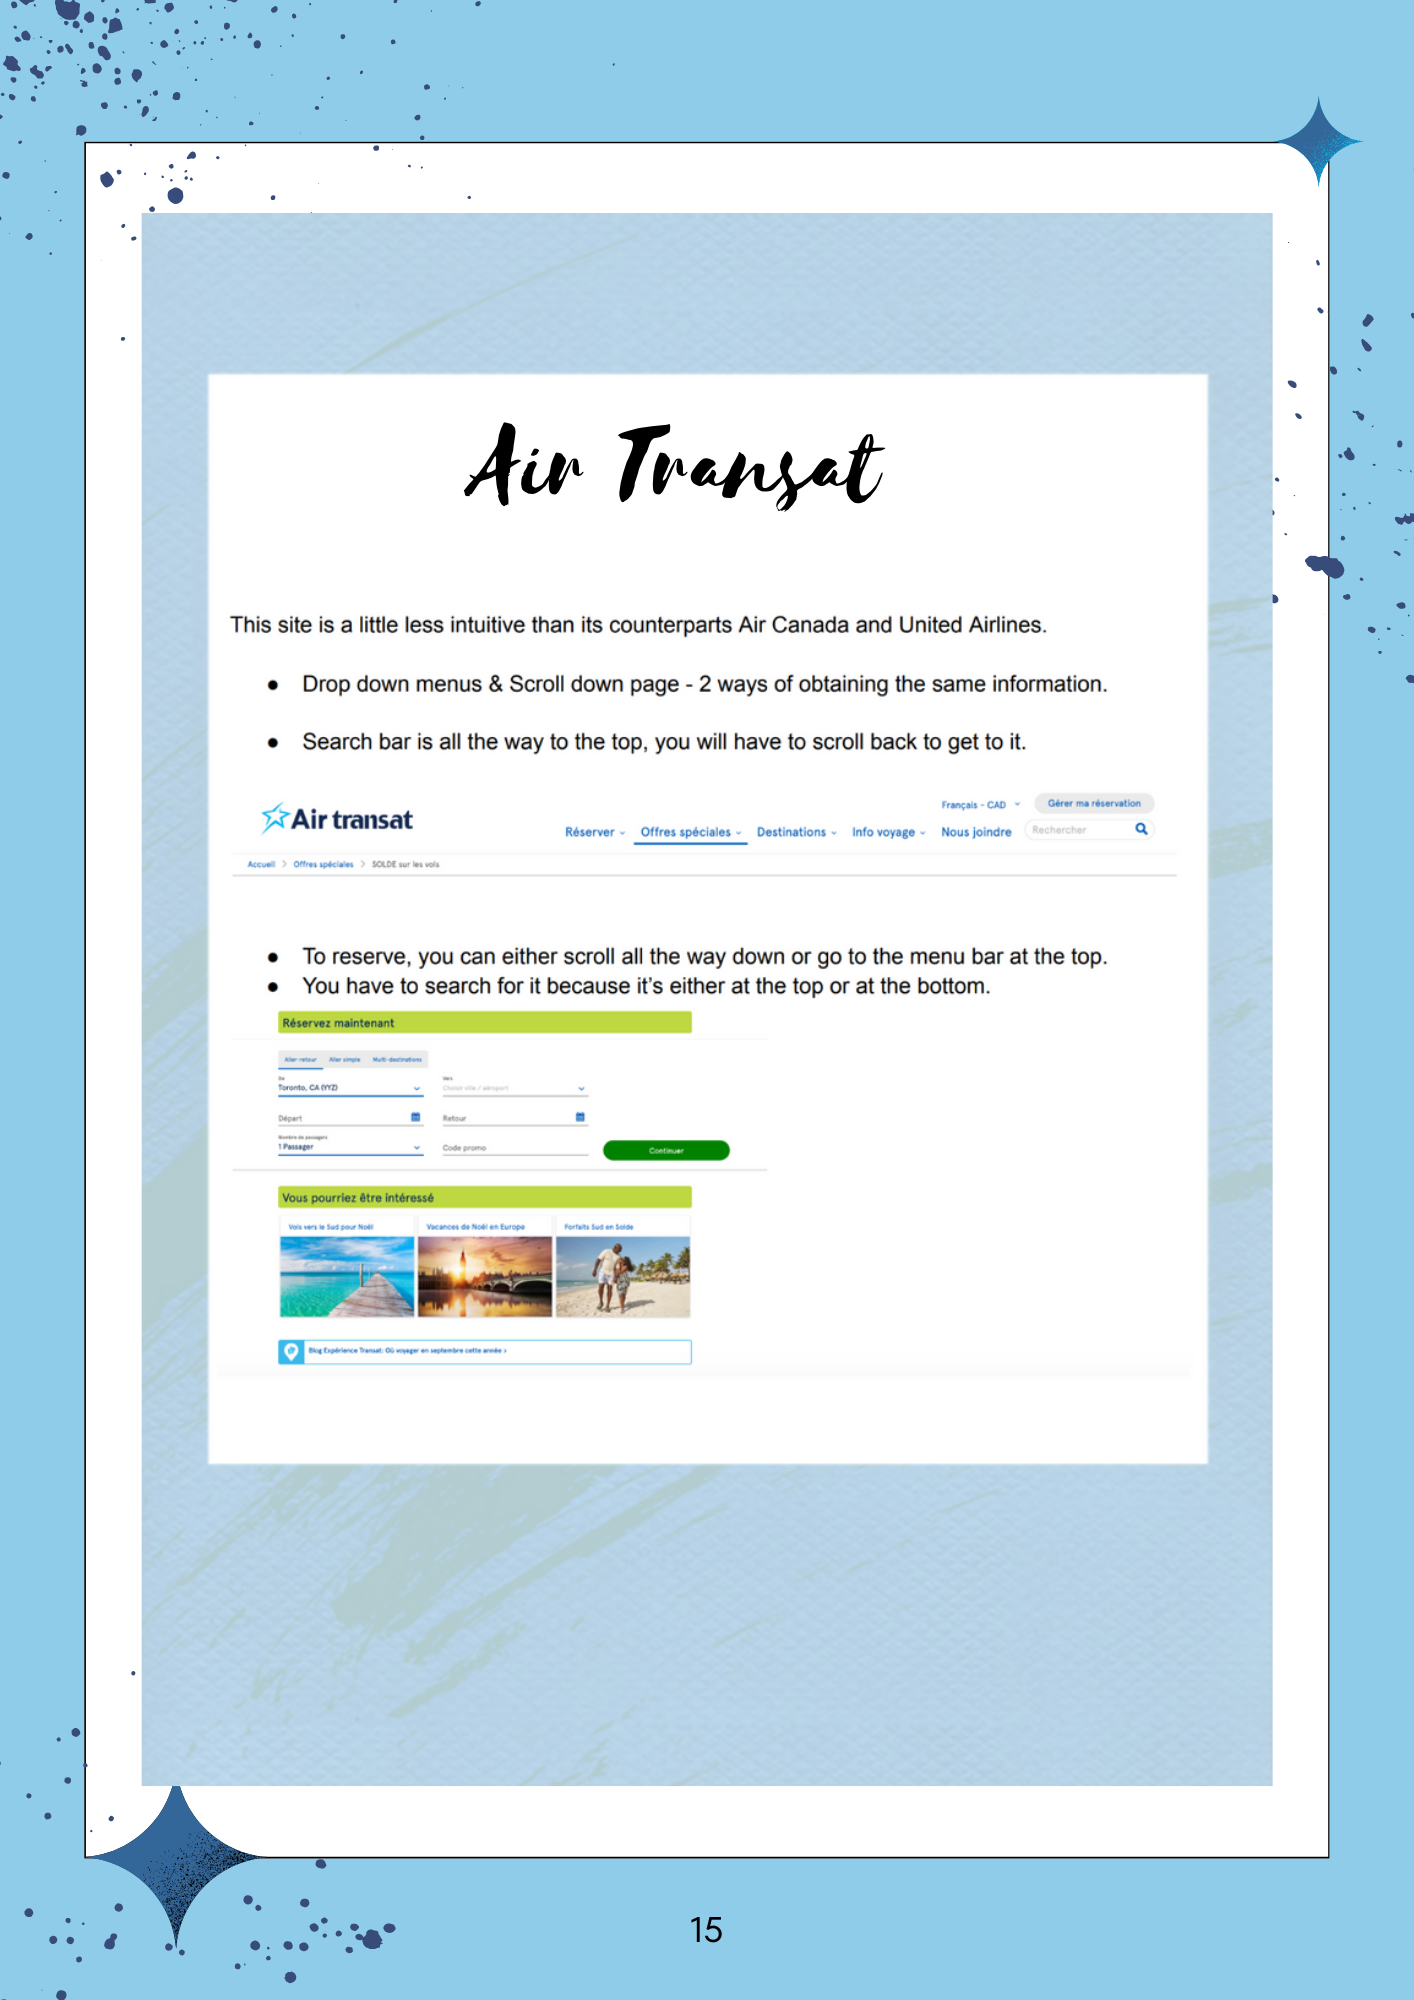 Air Transat
This site is a little less intuitive than its counterparts Air Canada and United Airlines.
● Drop down menus & Scroll down page - 2 ways of obtaining the same information.
● Search bar is all the way to the top, you will have to scroll back to get to it.
Français - CAD Gérer ma réservation
Air transat
Réserver Offres spéciales Destinations Info voyage Nous joindre Rechercher
Accueil > Offres spéciales > SOLDE sur les vols
● To reserve, you can either scroll all the way down or go to the menu bar at the top.
● You have to search for it because it's either at the top or at the bottom.
Réservez maintenant
Aller-retour Aller simple Multi-destinations
De Vers
Toronto, CA (YYZ) Choisir ville / aéroport
Départ Retour
Nombre de passagers
1 Passager Code promo Continuer
Vous pourriez être intéressé
Vols vers le Sud pour Noël Vacances de Noël en Europe Forfaits Sud en Solde
Blog Expérience Transat: Où voyager en septembre cette année >
15